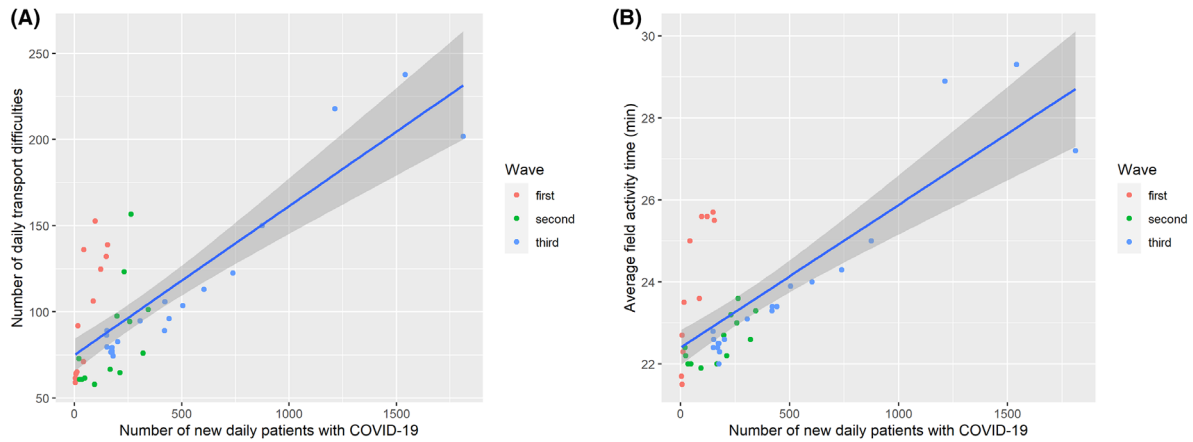 (A)
Number of daily transport difficulties
250
200
150
100
50
0
500
1000
1500
Number of new daily patients with COVID-19
Wave
first
second
third
(B)
Average field activity time (min)
30
28
26
24
22
0
500
1000
1500
Number of new daily patients with COVID-19
Wave
first
second
third